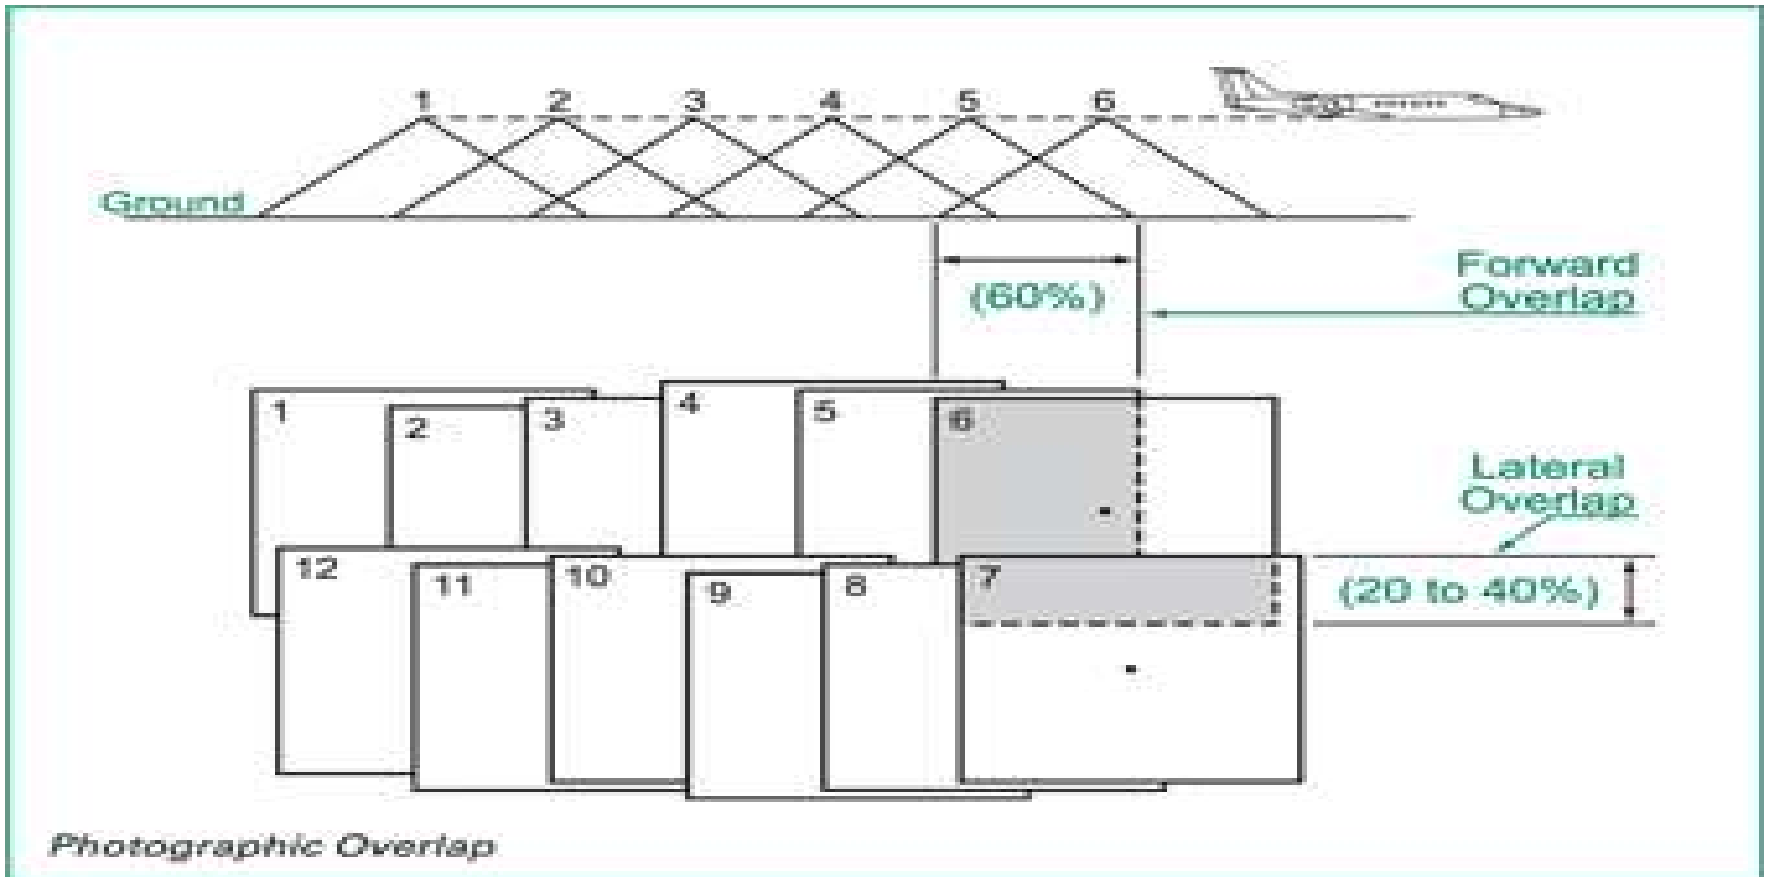 1 2 3 4 5 6
Ground
Forward
Overlap
(60%)
1 2 3 4 5 6
Lateral
Overlap
12 11 10 9 8 7
(20 to 40%)
Photographic Overlap